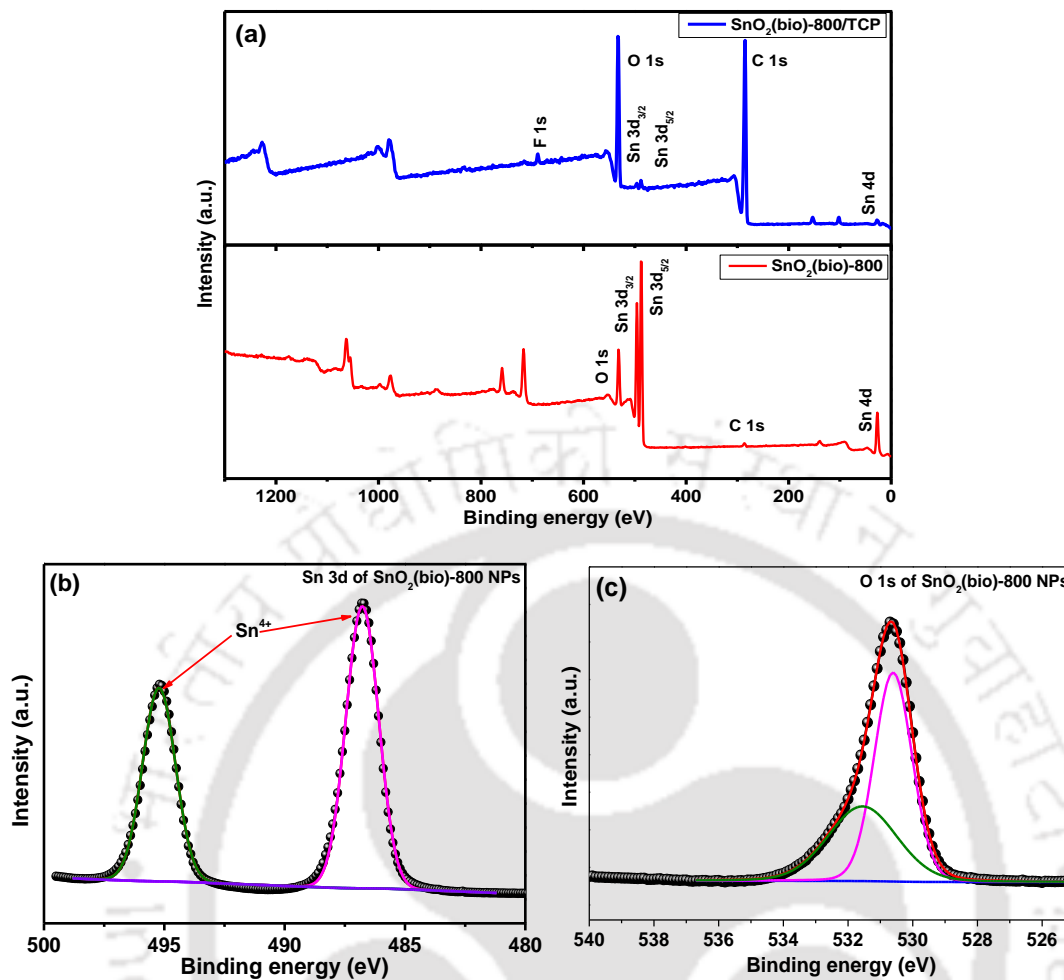 (a)
SnO₂(bio)-800/TCP
O 1s
C 1s
F 1s
Sn 3d₃/₂
Sn 3d₅/₂
Sn 4d
SnO₂(bio)-800
O 1s
Sn 3d₃/₂
Sn 3d₅/₂
C 1s
Sn 4d
Intensity (a.u.)
1200 1000 800 600 400 200 0
Binding energy (eV)
(b)
Sn 3d of SnO₂(bio)-800 NPs
Sn⁴⁺
Intensity (a.u.)
500 495 490 485 480
Binding energy (eV)
(c)
O 1s of SnO₂(bio)-800 NPs
Intensity (a.u.)
540 538 536 534 532 530 528 526
Binding energy (eV)